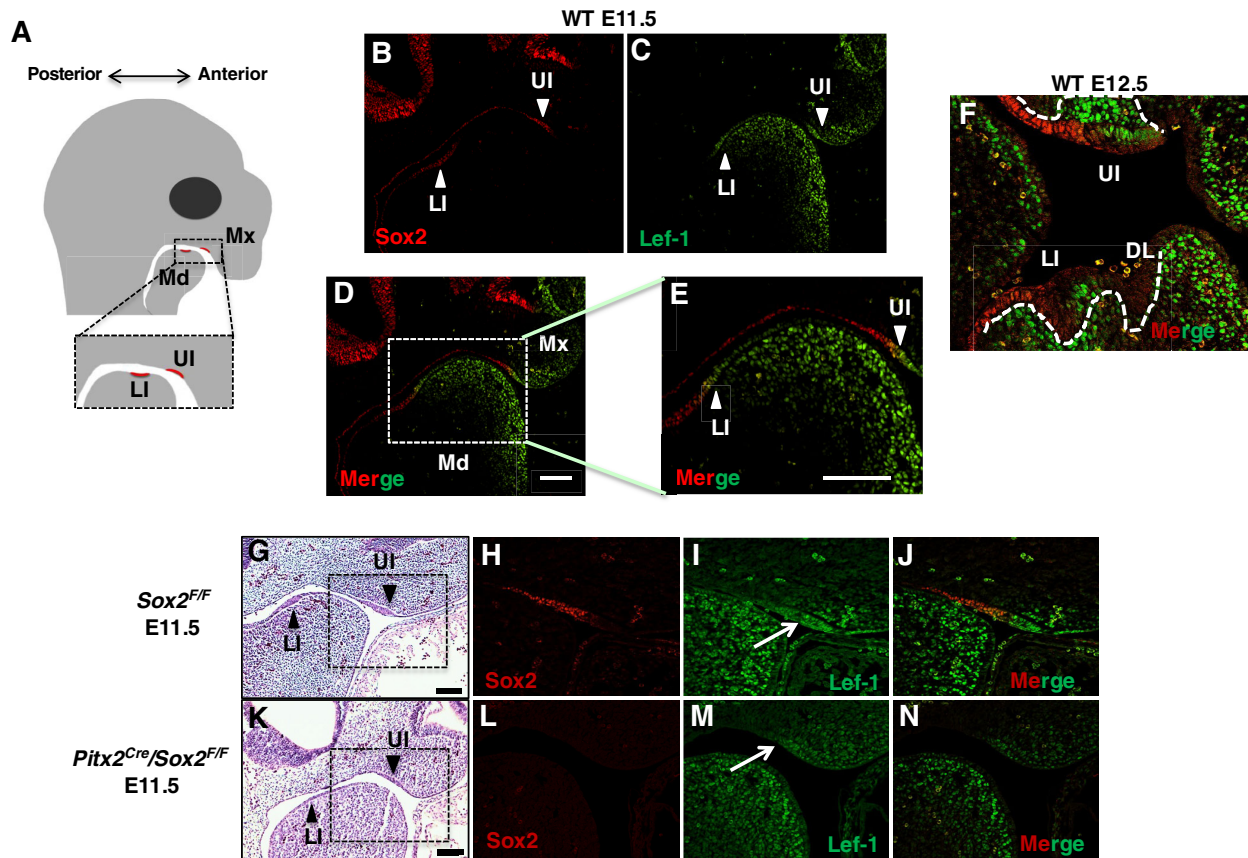 A
Posterior Anterior
Mx
Md
UI
LI
WT E11.5
B
UI
LI
Sox2
C
UI
LI
Lef-1
WT E12.5
F
UI
LI
DL
Merge
D
Mx
Md
Merge
E
UI
LI
Merge
Sox2F/F
E11.5
G
UI
LI
H
Sox2
I
Lef-1
J
Merge
Pitx2Cre/Sox2F/F
E11.5
K
UI
LI
L
Sox2
M
Lef-1
N
Merge